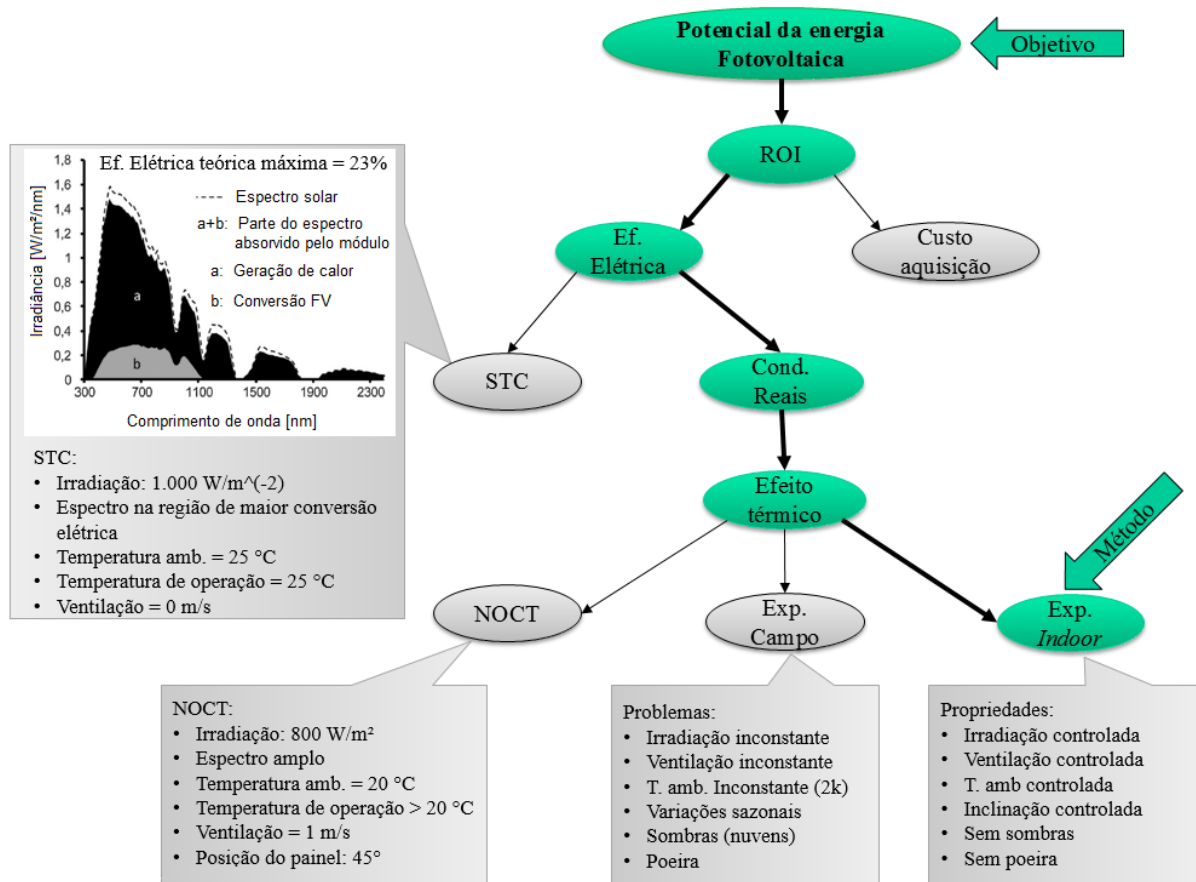 Potencial da energia
Fotovoltaica
Objetivo
ROI
Ef.
Elétrica
Custo
aquisição
STC
Cond.
Reais
Efeito
térmico
Método
NOCT
Exp.
Campo
Exp.
Indoor
Ef. Elétrica teórica máxima = 23%
Espectro solar
a+b: Parte do espectro
absorvido pelo módulo
a: Geração de calor
b: Conversão FV
Irradiância [W/m²/nm]
1,8
1,6
1,4
1,2
1
0,8
0,6
0,4
0,2
0
a
b
300 700 1100 1500 1900 2300
Comprimento de onda [nm]
STC:
• Irradiação: 1.000 W/m^(-2)
• Espectro na região de maior conversão
elétrica
• Temperatura amb. = 25 °C
• Temperatura de operação = 25 °C
• Ventilação = 0 m/s
NOCT:
• Irradiação: 800 W/m²
• Espectro amplo
• Temperatura amb. = 20 °C
• Temperatura de operação > 20 °C
• Ventilação = 1 m/s
• Posição do painel: 45°
Problemas:
• Irradiação inconstante
• Ventilação inconstante
• T. amb. Inconstante (2k)
• Variações sazonais
• Sombras (nuvens)
• Poeira
Propriedades:
• Irradiação controlada
• Ventilação controlada
• T. amb controlada
• Inclinação controlada
• Sem sombras
• Sem poeira